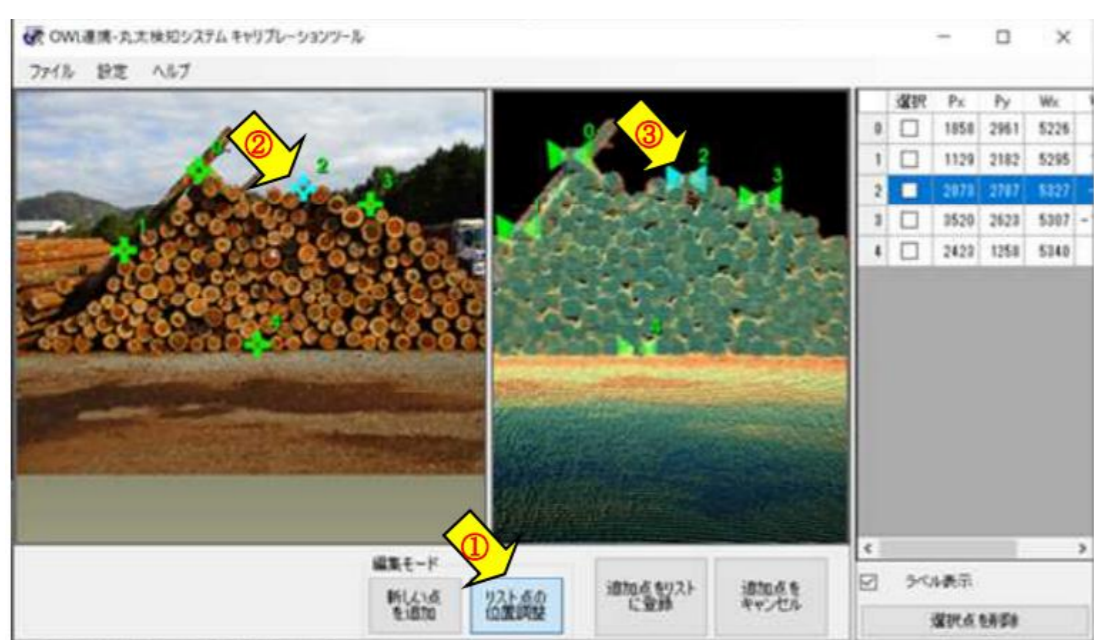 OWL連携-丸太検知システム キャリブレーションツール
ファイル 設定 ヘルプ
選択 Px Py Wx
0 1858 2961 5226
1 1129 2182 5295
2 2873 2787 5327
3 3520 2623 5307
4 2423 1258 5340
0
1
2
3
4
②
0
2
3
③
①
編集モード
新しい点
を追加
リスト点の
位置調整
追加点をリスト
に登録
追加点を
キャンセル
ラベル表示
選択点を削除